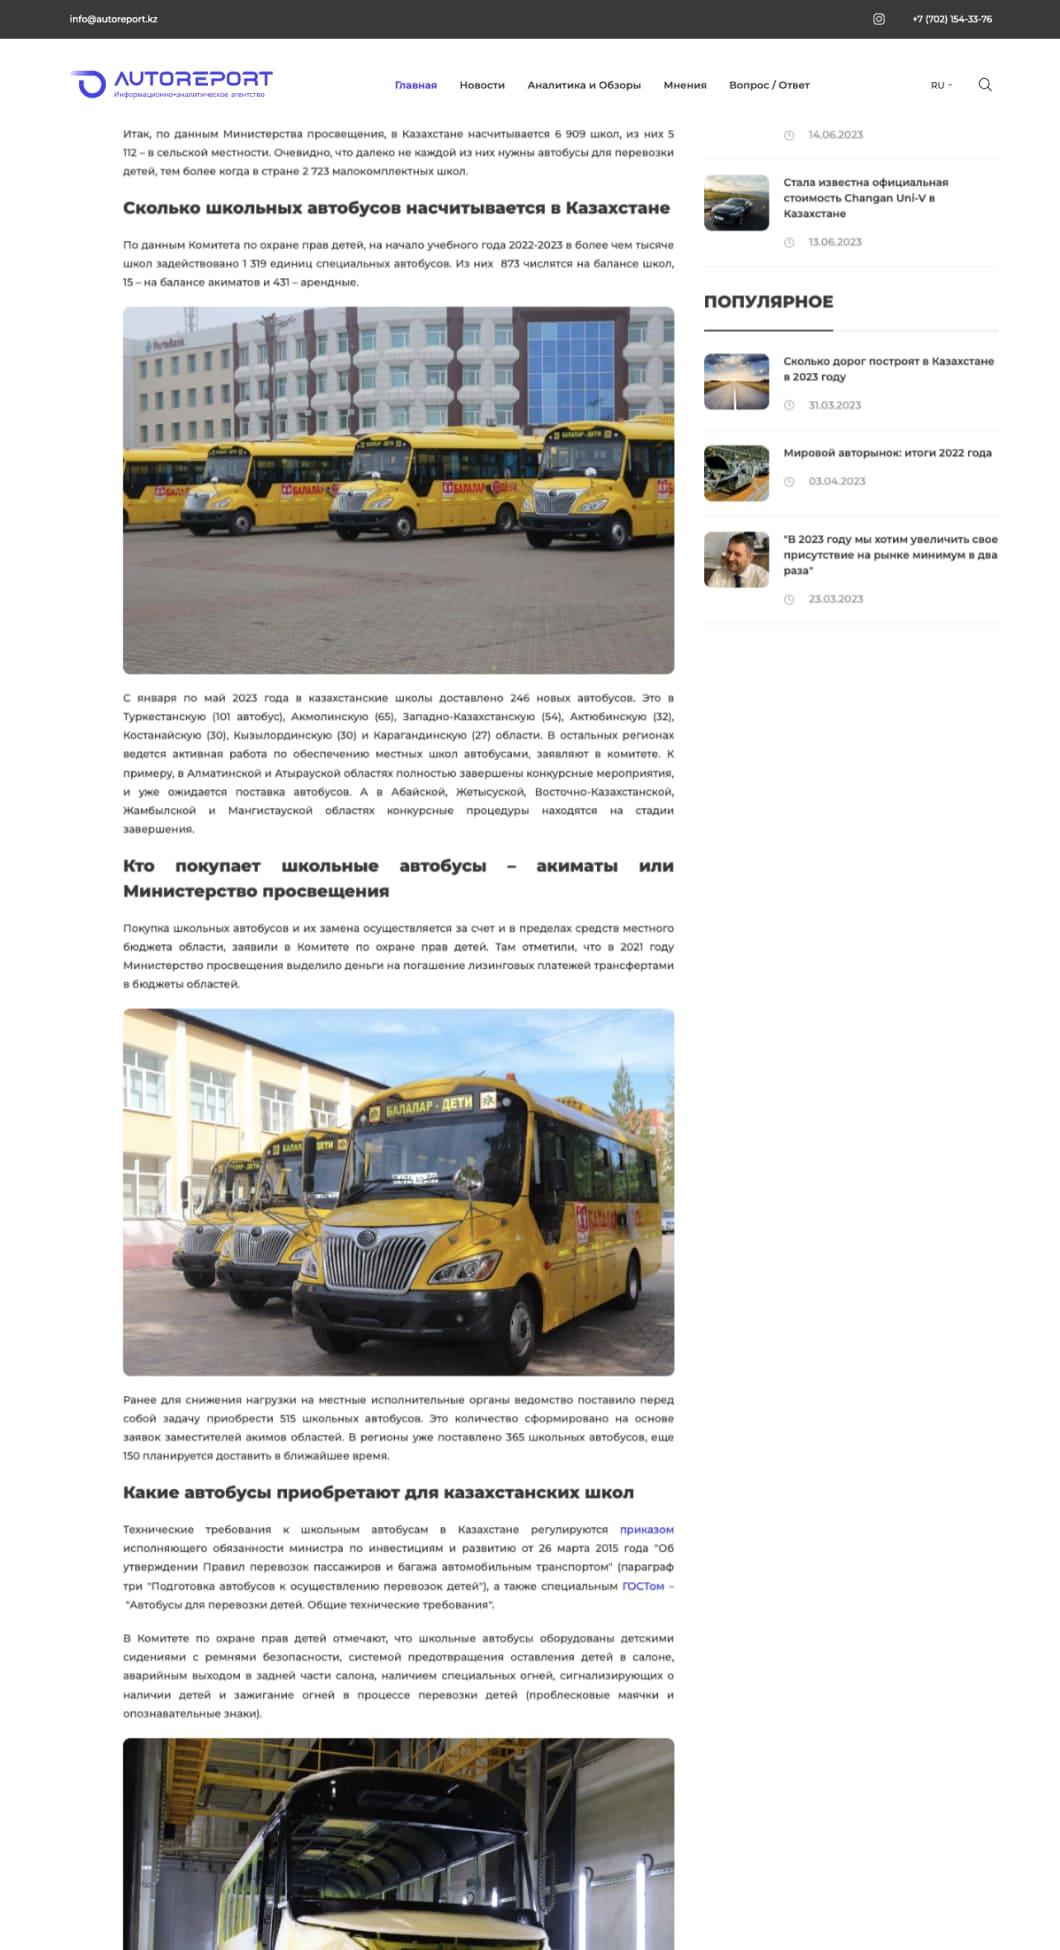 info@autoreport.kz
+7 (702) 154-33-76
AUTOREPORT
Информационно-аналитическое агентство
Главная
Новости
Аналитика и Обзоры
Мнения
Вопрос / Ответ
RU
Итак, по данным Министерства просвещения, в Казахстане насчитывается 6 909 школ, из них 5
112 – в сельской местности. Очевидно, что далеко не каждой из них нужны автобусы для перевозки
детей, тем более когда в стране 2 723 малокомплектных школ.
Сколько школьных автобусов насчитывается в Казахстане
По данным Комитета по охране прав детей, на начало учебного года 2022-2023 в более чем тысяче
школ задействовано 1 319 единиц специальных автобусов. Из них 873 числятся на балансе школ,
15 – на балансе акиматов и 431 – арендные.
ForteBank
БАЛАЛАР - ДЕТИ
БАЛАЛАР - ДЕТИ
БАЛАЛАР - ДЕТИ
БАЛАЛАР
БАЛАЛАР
БАЛАЛАР ДЕТИ
С января по май 2023 года в казахстанские школы доставлено 246 новых автобусов. Это в
Туркестанскую (101 автобус), Акмолинскую (65), Западно-Казахстанскую (54), Актюбинскую (32),
Костанайскую (30), Кызылординскую (30) и Карагандинскую (27) области. В остальных регионах
ведется активная работа по обеспечению местных школ автобусами, заявляют в комитете. К
примеру, в Алматинской и Атырауской областях полностью завершены конкурсные мероприятия,
и уже ожидается поставка автобусов. А в Абайской, Жетысуской, Восточно-Казахстанской,
Жамбылской и Мангистауской областях конкурсные процедуры находятся на стадии
завершения.
Кто покупает школьные автобусы – акиматы или
Министерство просвещения
Покупка школьных автобусов и их замена осуществляется за счет и в пределах средств местного
бюджета области, заявили в Комитете по охране прав детей. Там отметили, что в 2021 году
Министерство просвещения выделило деньги на погашение лизинговых платежей трансфертами
в бюджеты областей.
БАЛАЛАР - ДЕТИ
БАЛАЛАР - ДЕТИ
БАЛАЛАР - ДЕТИ
БАЛАЛАР
Ранее для снижения нагрузки на местные исполнительные органы ведомство поставило перед
собой задачу приобрести 515 школьных автобусов. Это количество сформировано на основе
заявок заместителей акимов областей. В регионы уже поставлено 365 школьных автобусов, еще
150 планируется доставить в ближайшее время.
Какие автобусы приобретают для казахстанских школ
Технические требования к школьным автобусам в Казахстане регулируются приказом
исполняющего обязанности министра по инвестициям и развитию от 26 марта 2015 года "Об
утверждении Правил перевозок пассажиров и багажа автомобильным транспортом" (параграф
три "Подготовка автобусов к осуществлению перевозок детей"), а также специальным ГОСТом –
"Автобусы для перевозки детей. Общие технические требования".
В Комитете по охране прав детей отмечают, что школьные автобусы оборудованы детскими
сидениями с ремнями безопасности, системой предотвращения оставления детей в салоне,
аварийным выходом в задней части салона, наличием специальных огней, сигнализирующих о
наличии детей и зажигание огней в процессе перевозки детей (проблесковые маячки и
опознавательные знаки).
14.06.2023
Стала известна официальная
стоимость Changan Uni-V в
Казахстане
13.06.2023
ПОПУЛЯРНОЕ
Сколько дорог построят в Казахстане
в 2023 году
31.03.2023
Мировой авторынок: итоги 2022 года
03.04.2023
"В 2023 году мы хотим увеличить свое
присутствие на рынке минимум в два
раза"
23.03.2023